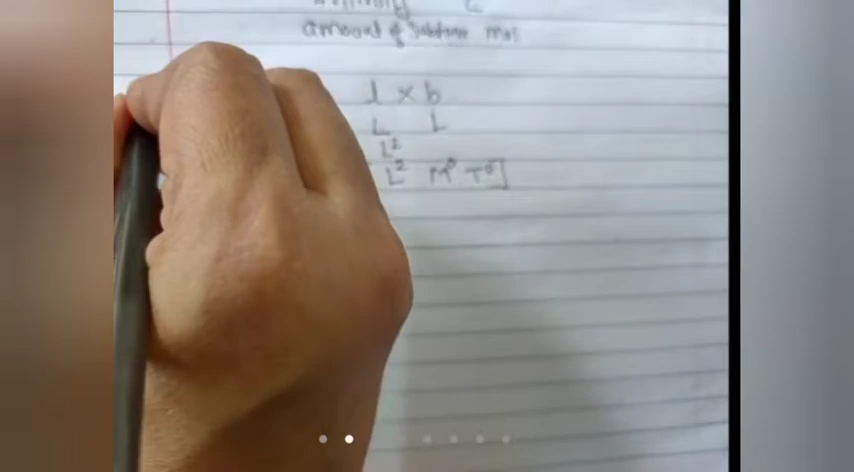 amount of substance mol
l × b
L L
L²
L² M⁰ T⁰]